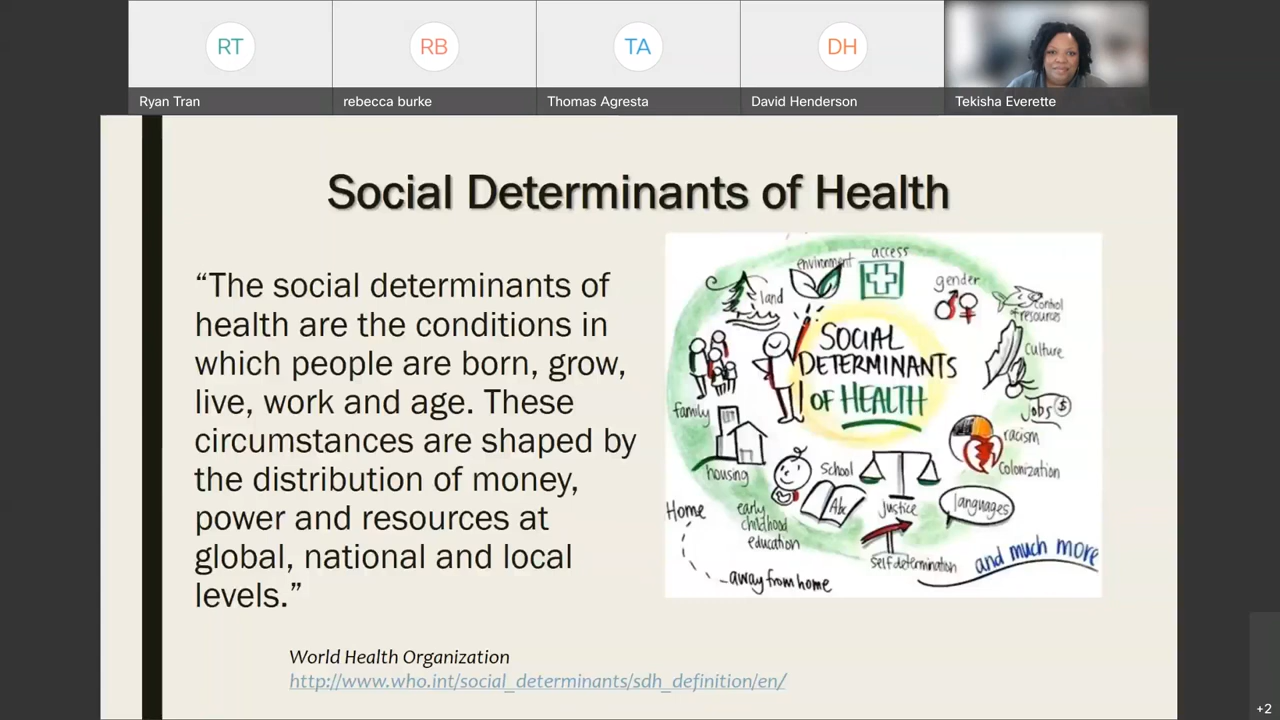 RT
RB
TA
DH
Ryan Tran
rebecca burke
Thomas Agresta
David Henderson
Tekisha Everette
Social Determinants of Health
“The social determinants of
health are the conditions in
which people are born, grow,
live, work and age. These
circumstances are shaped by
the distribution of money,
power and resources at
global, national and local
levels.”
World Health Organization
http://www.who.int/social_determinants/sdh_definition/en/
SOCIAL
DETERMINANTS
OF HEALTH
environment
access
gender
control
of resources
Culture
Jobs $
racism
Colonization
languages
Justice
self determination
School
Abc
early
childhood
education
housing
family
land
Home
away from home
and much more
+2